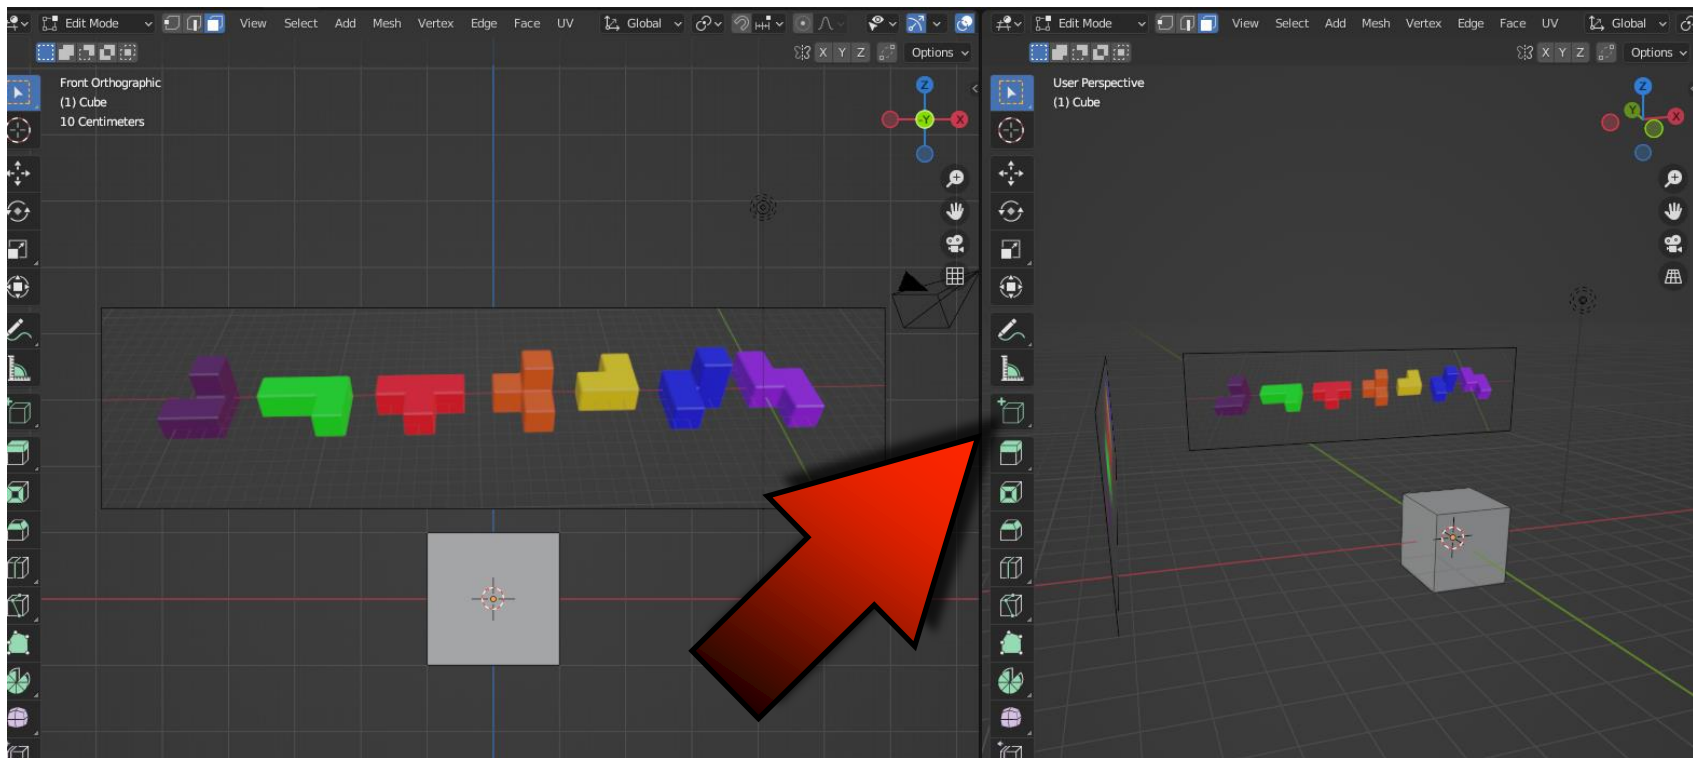 Edit Mode View Select Add Mesh Vertex Edge Face UV Global
X Y Z Options
Front Orthographic
(1) Cube
10 Centimeters
Z
-Y X
Edit Mode View Select Add Mesh Vertex Edge Face UV Global
X Y Z Options
User Perspective
(1) Cube
Z
Y X